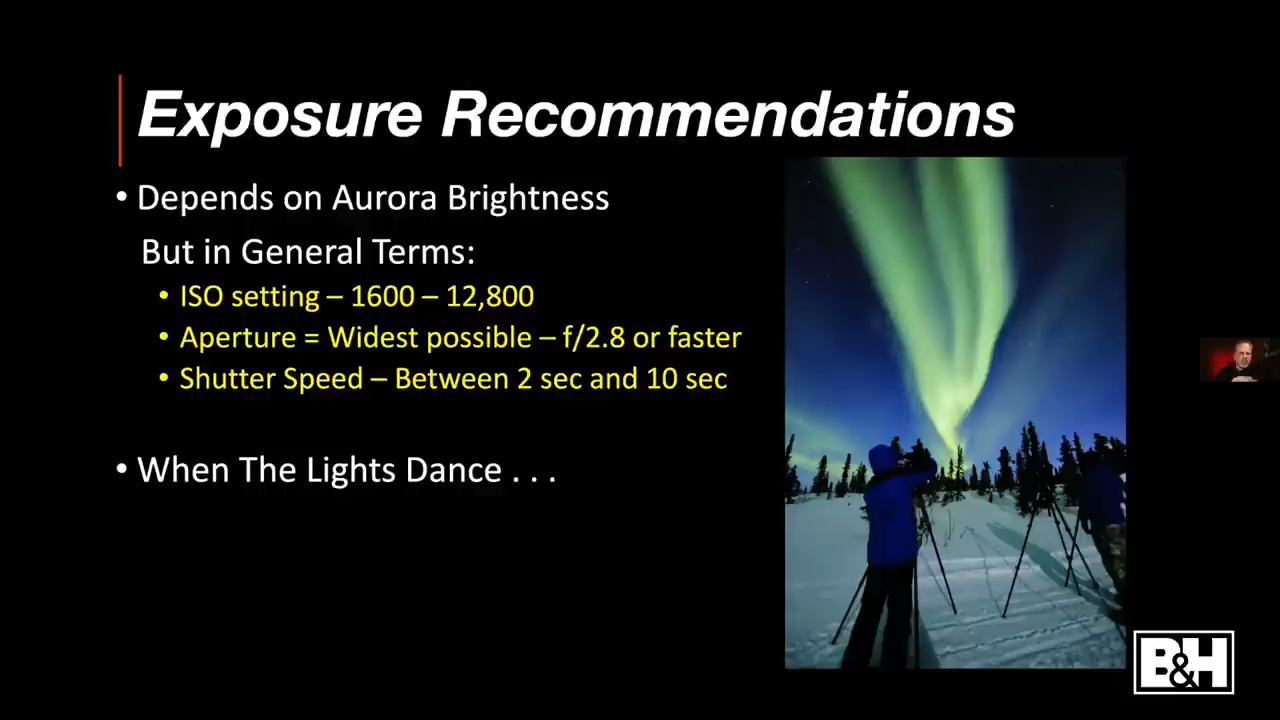 Exposure Recommendations
• Depends on Aurora Brightness
But in General Terms:
• ISO setting – 1600 – 12,800
• Aperture = Widest possible – f/2.8 or faster
• Shutter Speed – Between 2 sec and 10 sec
• When The Lights Dance . . .
B&H